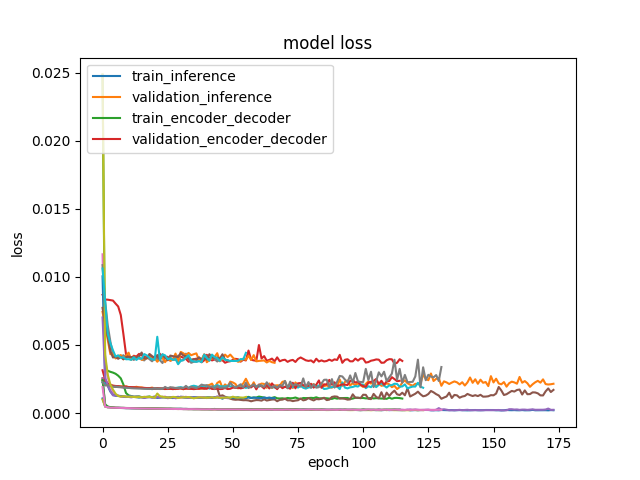 model loss
train_inference
validation_inference
train_encoder_decoder
validation_encoder_decoder
loss
0.025
0.020
0.015
0.010
0.005
0.000
0 25 50 75 100 125 150 175
epoch